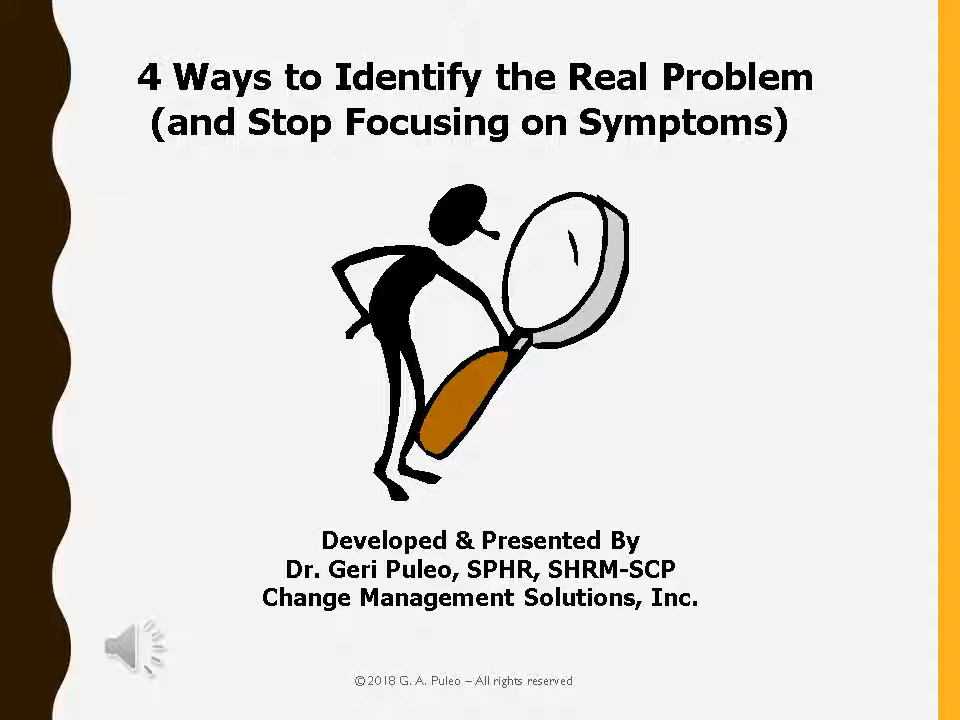 4 Ways to Identify the Real Problem
(and Stop Focusing on Symptoms)
Developed & Presented By
Dr. Geri Puleo, SPHR, SHRM-SCP
Change Management Solutions, Inc.
©2018 G. A. Puleo – All rights reserved